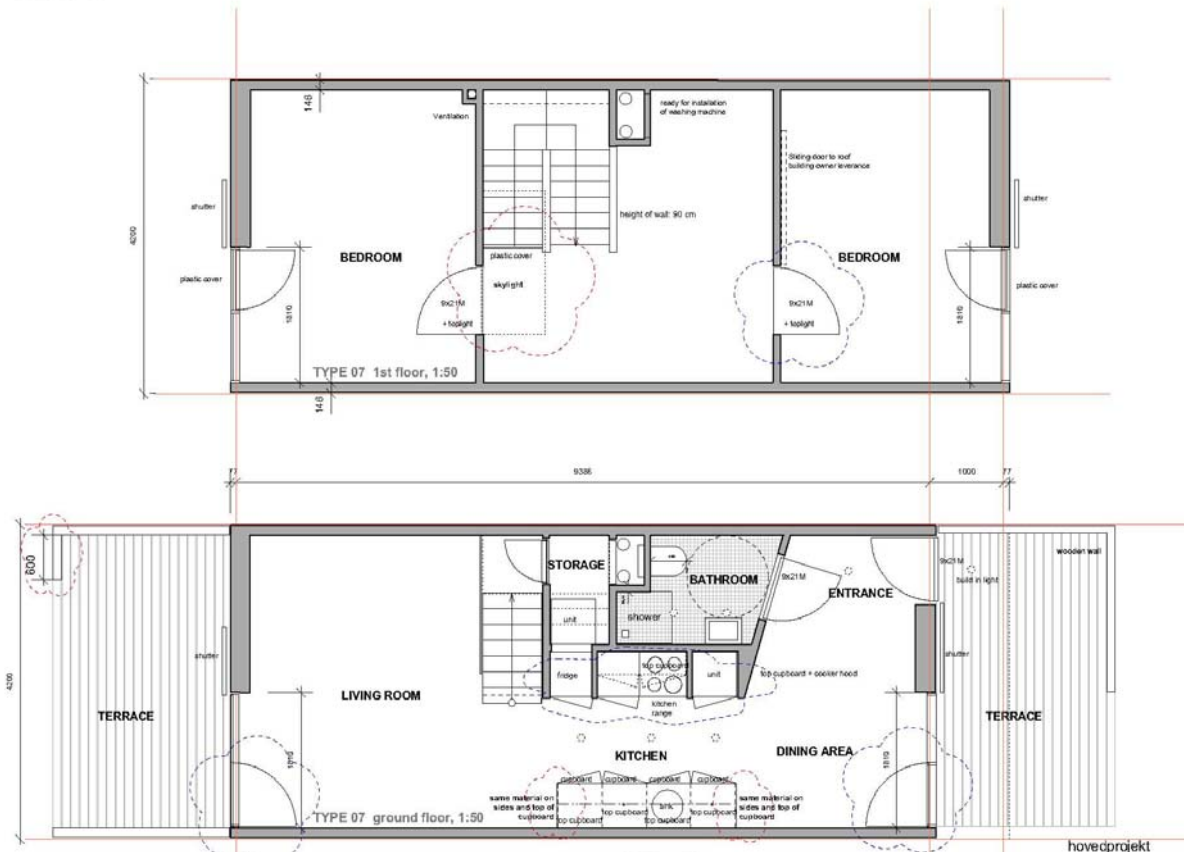 146
ready for installation
of washing machine
Ventilation
Sliding door to roof
building owner leverance
shutter
shutter
4200
height of wall: 90 cm
BEDROOM
BEDROOM
plastic cover
plastic cover
skylight
plastic cover
1810
9x21M
+ toplight
9x21M
+ toplight
1810
TYPE 07 1st floor, 1:50
146
77
9386
1000
77
600
STORAGE
BATHROOM
9x21M
ENTRANCE
9x21M
wooden wall
build in light
unit
shower
shutter
shutter
4200
LIVING ROOM
fridge
top cupboard
unit
top cupboard + cooker hood
kitchen
range
TERRACE
TERRACE
1810
KITCHEN
DINING AREA
1810
cupboard
cupboard
cupboard
cupboard
same material on
sides and top of
cupboard
sink
same material on
sides and top of
cupboard
top cupboard
top cupboard
top cupboard
top cupboard
TYPE 07 ground floor, 1:50
hovedprojekt